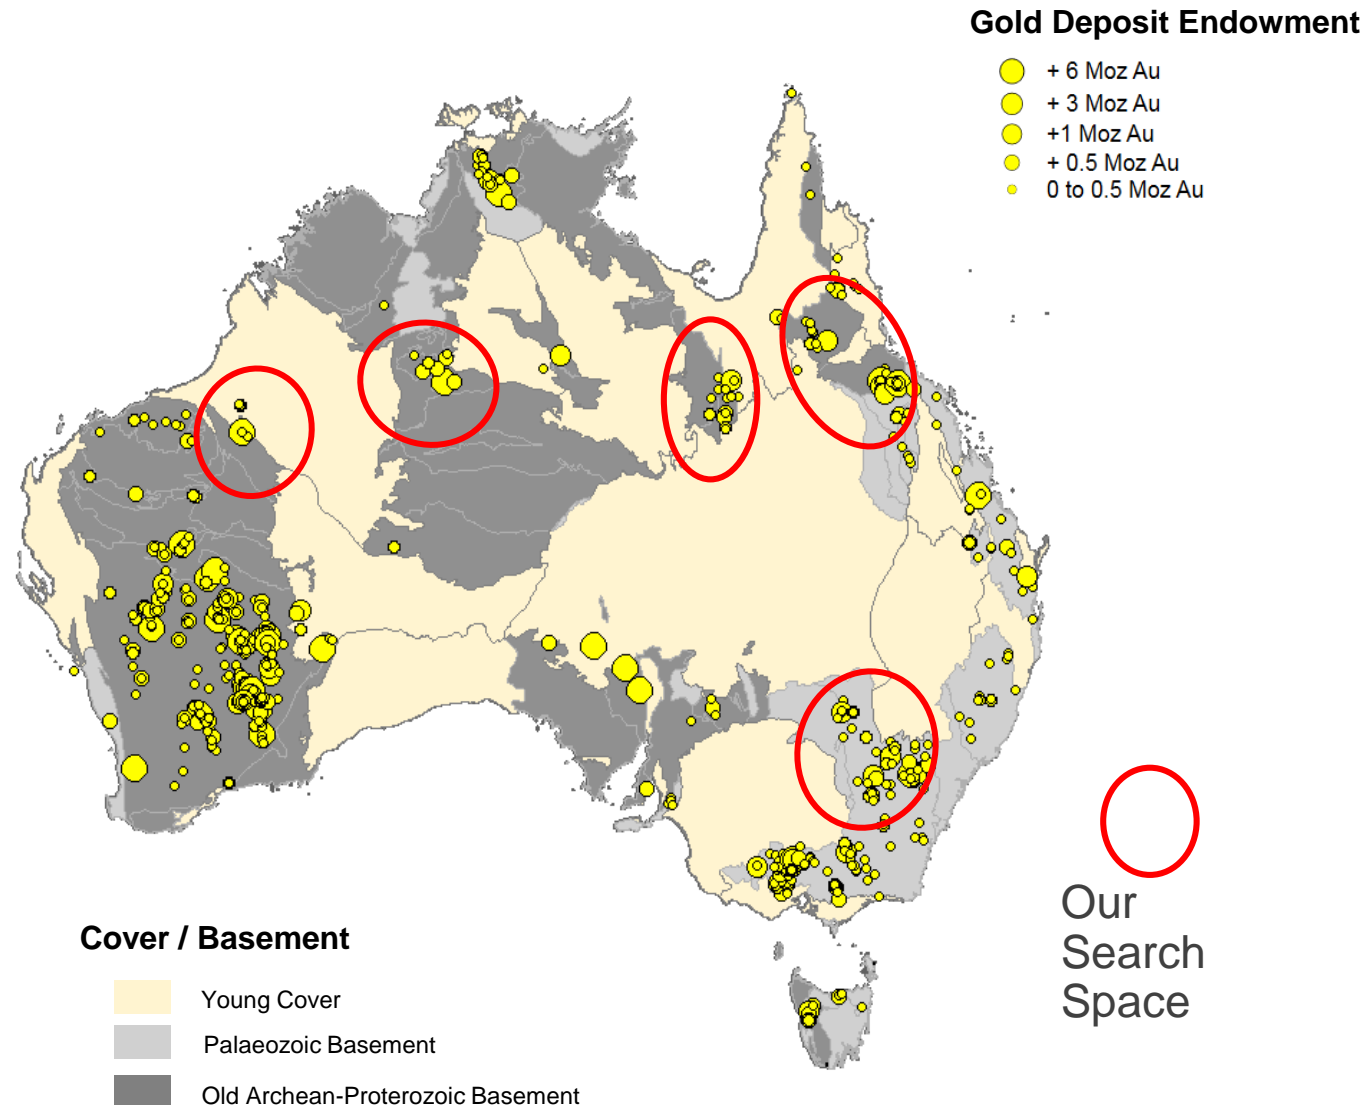 Gold Deposit Endowment
+ 6 Moz Au
+ 3 Moz Au
+1 Moz Au
+ 0.5 Moz Au
0 to 0.5 Moz Au
Our
Search
Space
Cover / Basement
Young Cover
Palaeozoic Basement
Old Archean-Proterozoic Basement